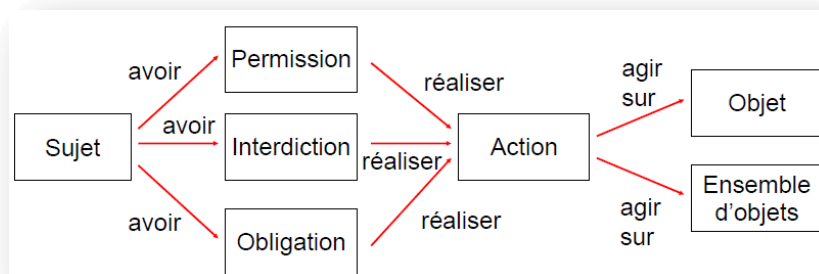 avoir
Permission
réaliser
agir
sur
Objet
Sujet
avoir
Interdiction
réaliser
Action
avoir
Obligation
réaliser
agir
sur
Ensemble
d'objets